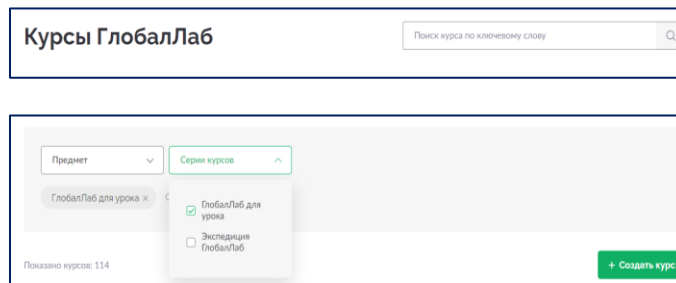 Курсы ГлобалЛаб
Поиск курса по ключевому слову
Предмет
Серии курсов
ГлобалЛаб для урока ×
ГлобалЛаб для
урока
Экспедиция
ГлобалЛаб
Показано курсов: 114
+ Создать курс